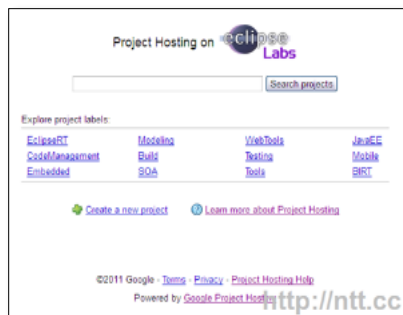 Project Hosting on eclipse Labs
Search projects
Explore project labels:
EclipseRT Modeling WebTools JavaEE
CodeManagement Build Testing Mobile
Embedded SOA Tools BIRT
Create a new project Learn more about Project Hosting
©2011 Google - Terms - Privacy - Project Hosting Help
Powered by Google Project Hosting
http://ntt.cc